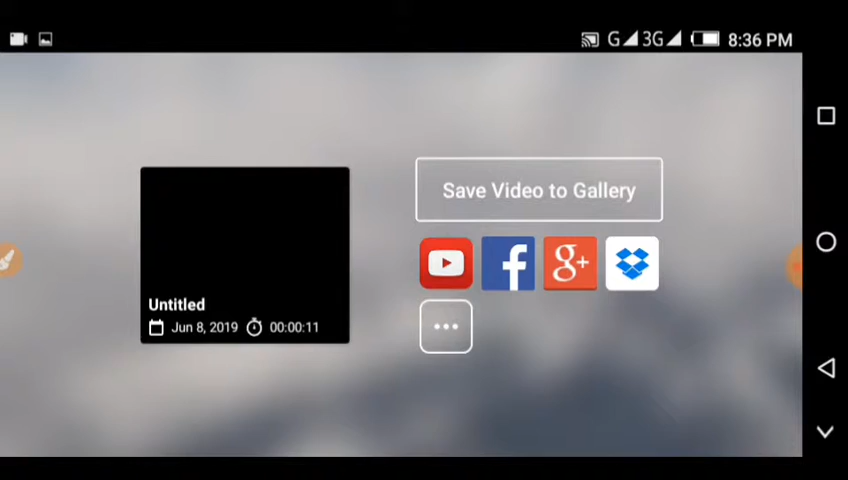 G 3G 8:36 PM
Save Video to Gallery
f g+
Untitled
Jun 8, 2019 00:00:11